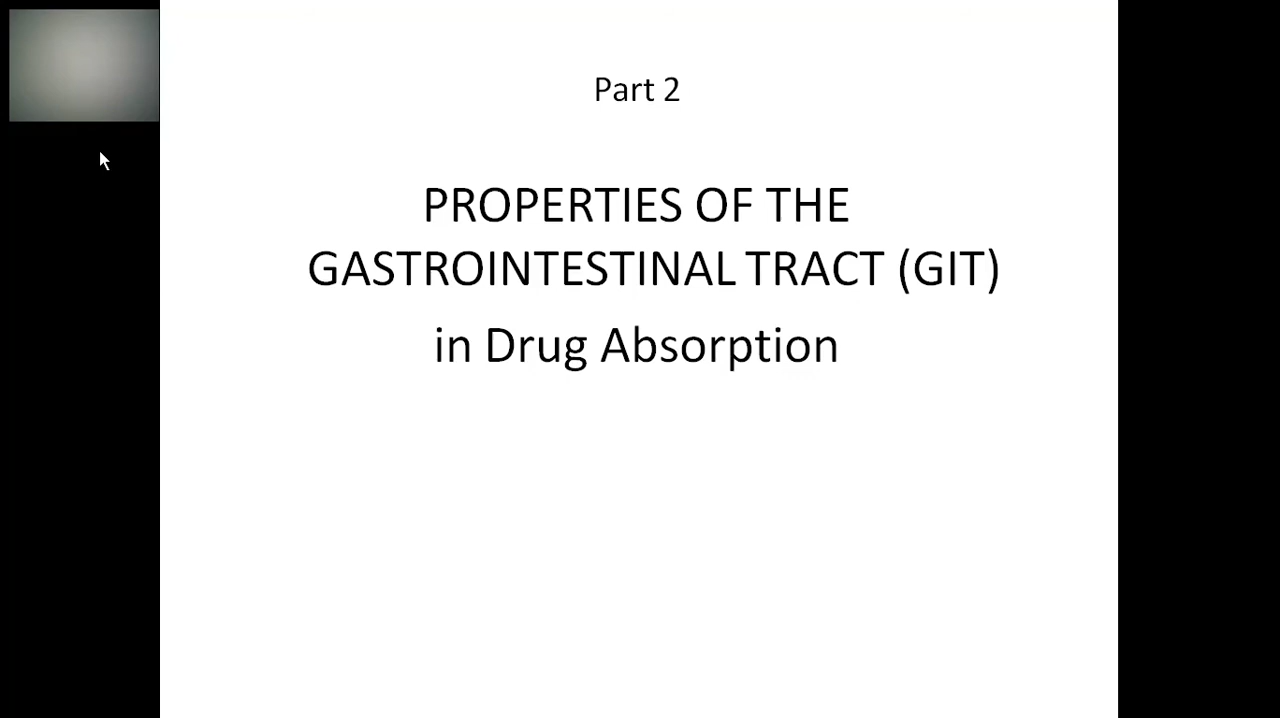 Part 2
PROPERTIES OF THE
GASTROINTESTINAL TRACT (GIT)
in Drug Absorption